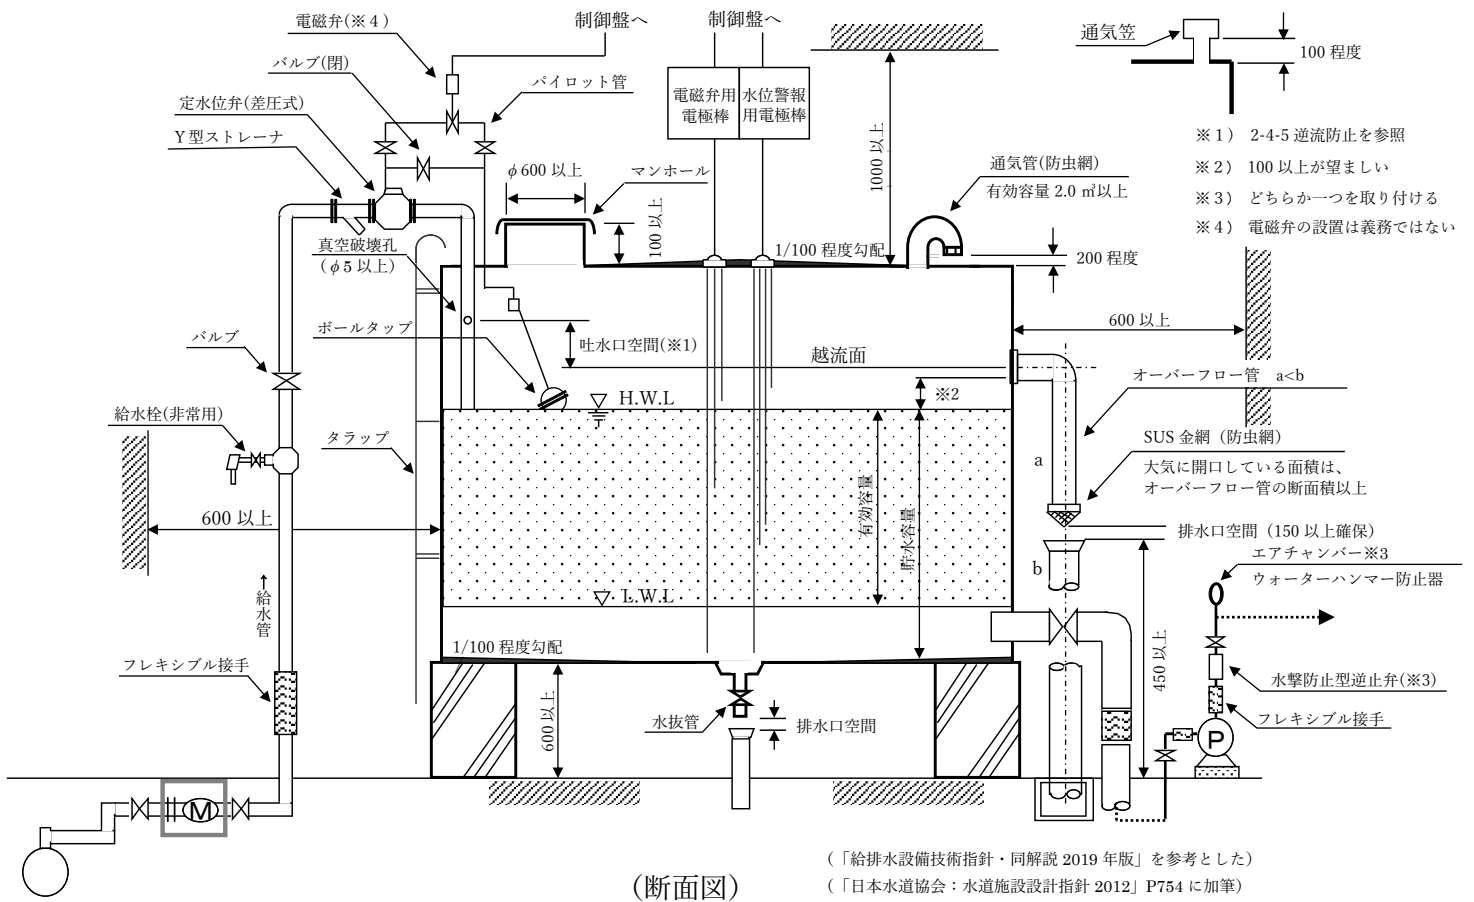 電磁弁(※４)
制御盤へ
制御盤へ
通気笠
100 程度
バルブ(閉)
パイロット管
電磁弁用
電極棒
水位警報
用電極棒
定水位弁(差圧式)
Ｙ型ストレーナ
※１） 2-4-5 逆流防止を参照
※２） 100 以上が望ましい
※３） どちらか一つを取り付ける
※４） 電磁弁の設置は義務ではない
φ600 以上
マンホール
1000 以上
通気管(防虫網)
有効容量 2.0 ㎥以上
100 以上
真空破壊孔
（φ5 以上）
1/100 程度勾配
200 程度
バルブ
ボールタップ
吐水口空間(※1)
越流面
600 以上
オーバーフロー管 a<b
H.W.L
※2
給水栓(非常用)
タラップ
SUS 金網（防虫網）
大気に開口している面積は、
オーバーフロー管の断面積以上
a
有効容量
貯水容量
600 以上
排水口空間（150 以上確保）
エアチャンバー※3
ウォーターハンマー防止器
b
給水管
L.W.L
1/100 程度勾配
450 以上
フレキシブル接手
水撃防止型逆止弁(※3)
フレキシブル接手
600 以上
水抜管
排水口空間
P
M
（「給排水設備技術指針・同解説 2019 年版」を参考とした）
（「日本水道協会：水道施設設計指針 2012」P754 に加筆）
（断面図）